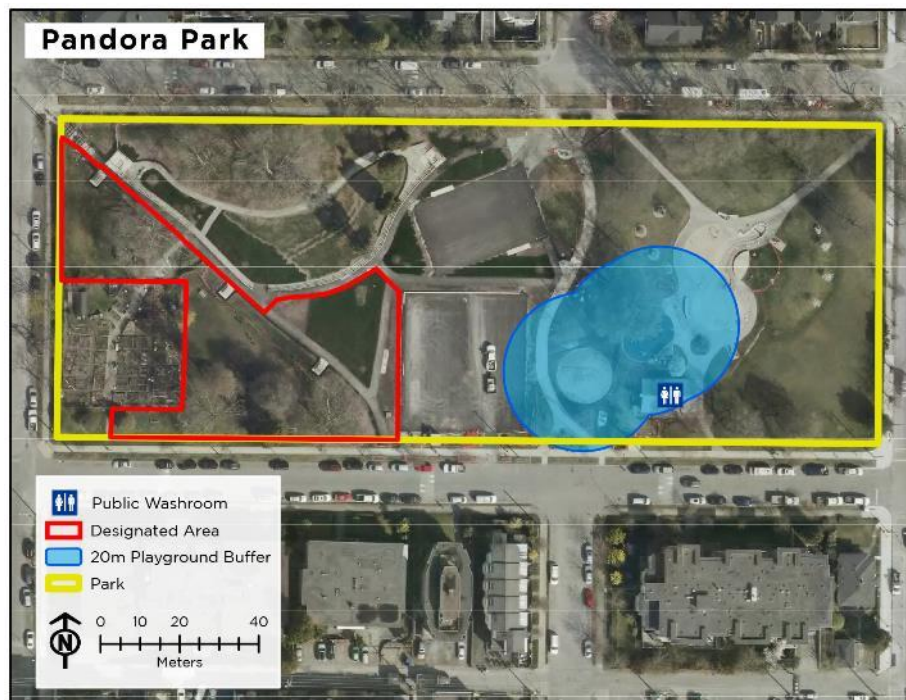 Pandora Park
Public Washroom
Designated Area
20m Playground Buffer
Park
N
0 10 20 40
Meters